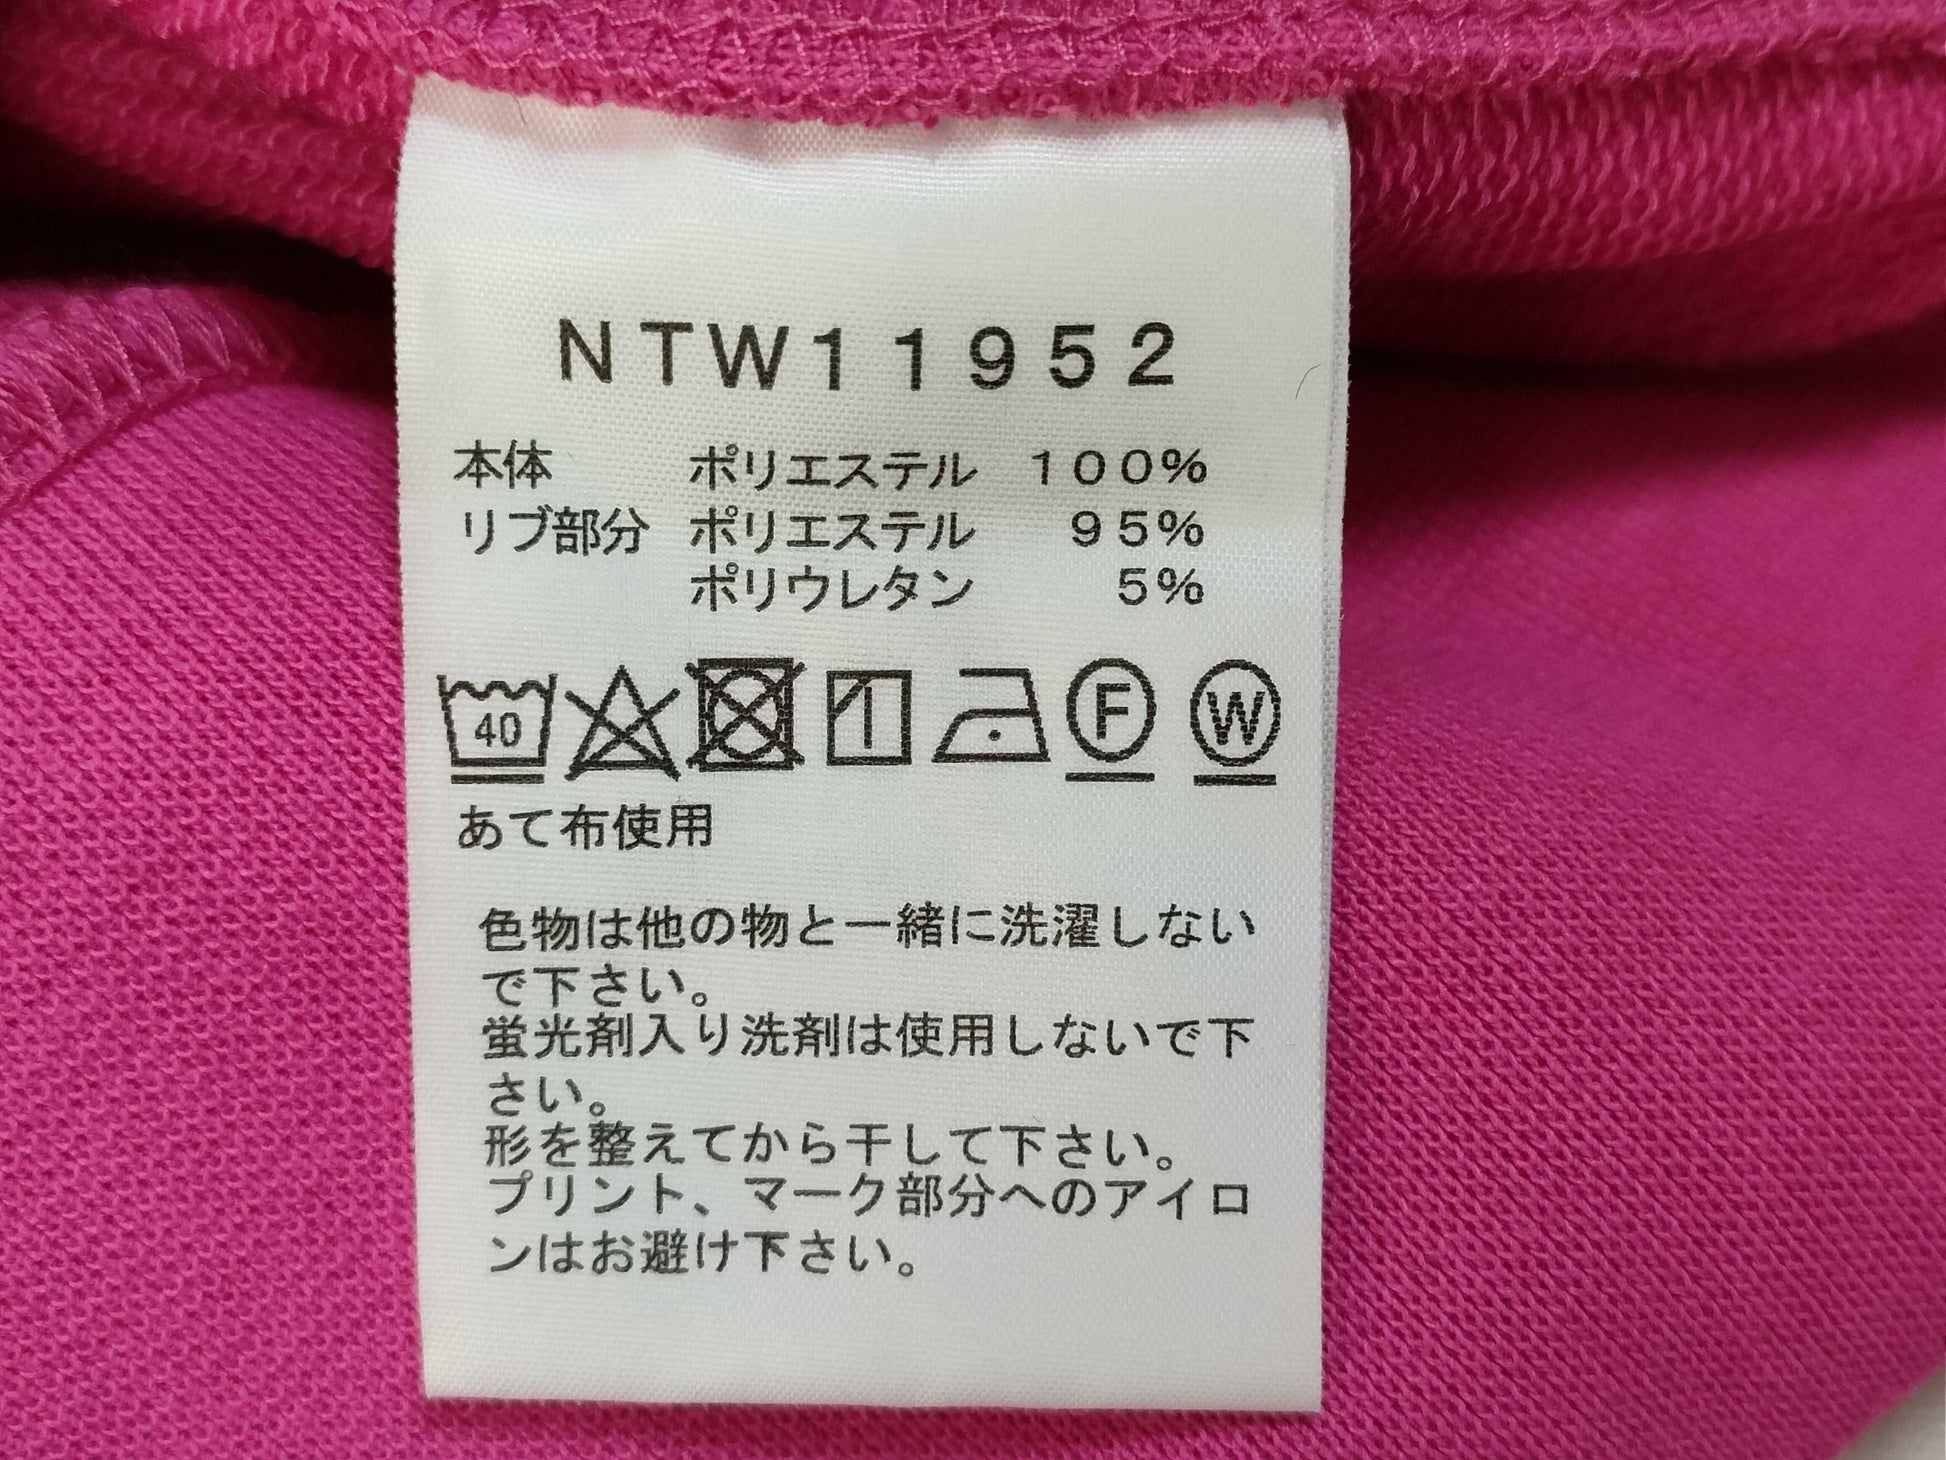 NTW11952
本体 ポリエステル 100%
リブ部分 ポリエステル 95%
ポリウレタン 5%
40 F W
あて布使用
色物は他の物と一緒に洗濯しない
で下さい。
蛍光剤入り洗剤は使用しないで下
さい。
形を整えてから干して下さい。
プリント、マーク部分へのアイロ
ンはお避け下さい。